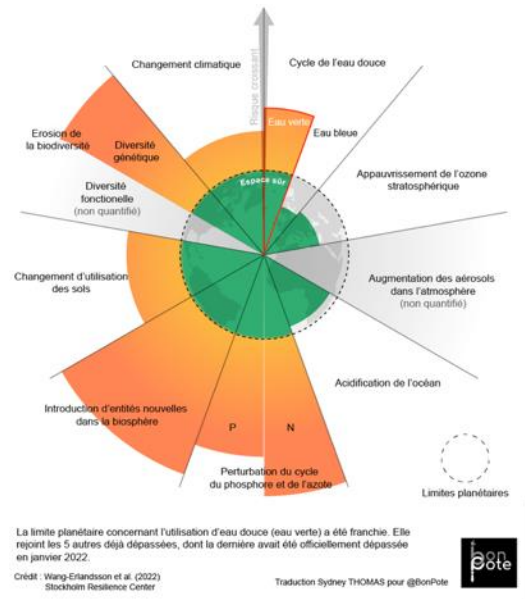 Changement climatique
Cycle de l'eau douce
Risque croissant
Eau verte
Eau bleue
Erosion de
la biodiversité
Diversité
génétique
Espace sûr
Appauvrissement de l'ozone
stratosphérique
Diversité
fonctionelle
(non quantifié)
Changement d'utilisation
des sols
Augmentation des aérosols
dans l'atmosphère
(non quantifié)
Acidification de l'océan
Introduction d'entités nouvelles
dans la biosphère
P
N
Perturbation du cycle
du phosphore et de l'azote
Limites planétaires
La limite planétaire concernant l'utilisation d'eau douce (eau verte) a été franchie. Elle
rejoint les 5 autres déjà dépassées, dont la dernière avait été officiellement dépassée
en janvier 2022.
Crédit : Wang-Erlandsson et al. (2022)
Stockholm Resilience Center
Traduction Sydney THOMAS pour @BonPote
bon
Pote